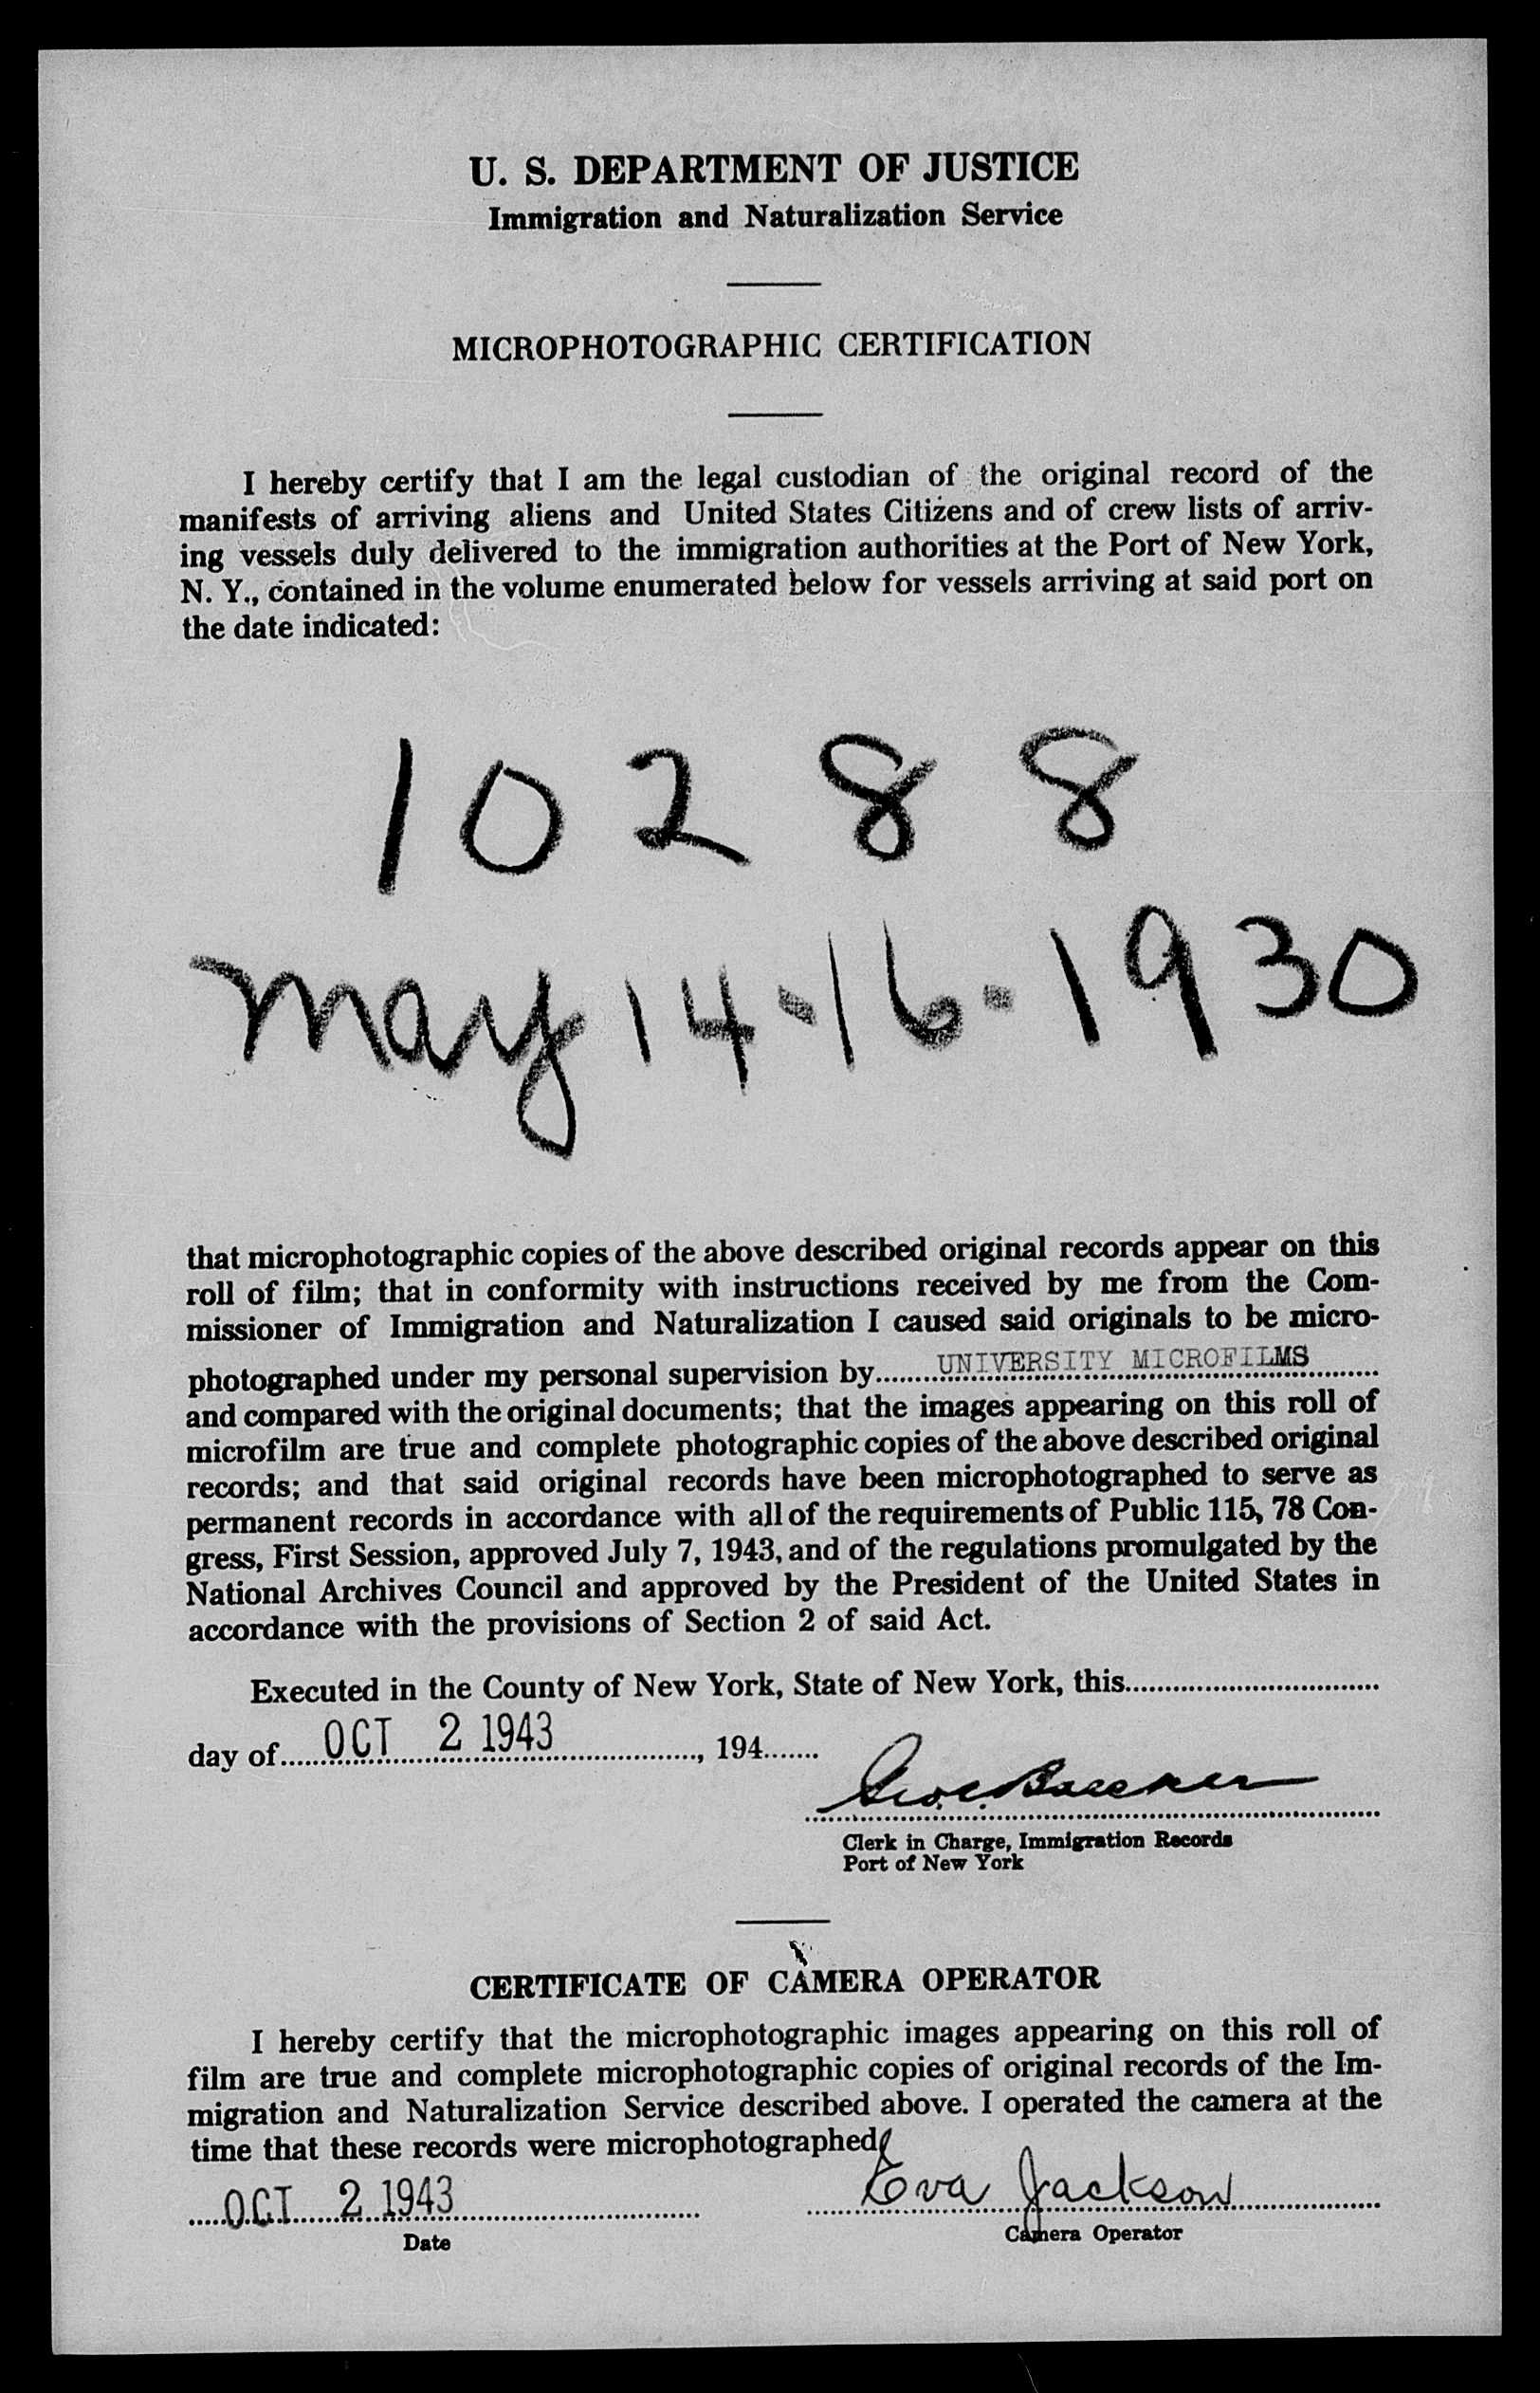 U. S. DEPARTMENT OF JUSTICE
Immigration and Naturalization Service
MICROPHOTOGRAPHIC CERTIFICATION
I hereby certify that I am the legal custodian of the original record of the
manifests of arriving aliens and United States Citizens and of crew lists of arriv-
ing vessels duly delivered to the immigration authorities at the Port of New York,
N. Y., contained in the volume enumerated below for vessels arriving at said port on
the date indicated:
10288
May 14-16-1930
that microphotographic copies of the above described original records appear on this
roll of film; that in conformity with instructions received by me from the Com-
missioner of Immigration and Naturalization I caused said originals to be micro-
photographed under my personal supervision by........UNIVERSITY MICROFILMS........
and compared with the original documents; that the images appearing on this roll of
microfilm are true and complete photographic copies of the above described original
records; and that said original records have been microphotographed to serve as
permanent records in accordance with all of the requirements of Public 115, 78 Con-
gress, First Session, approved July 7, 1943, and of the regulations promulgated by the
National Archives Council and approved by the President of the United States in
accordance with the provisions of Section 2 of said Act.
Executed in the County of New York, State of New York, this................................
day of......OCT 2 1943...................., 194.......
Clerk in Charge, Immigration Records
Port of New York
CERTIFICATE OF CAMERA OPERATOR
I hereby certify that the microphotographic images appearing on this roll of
film are true and complete microphotographic copies of original records of the Im-
migration and Naturalization Service described above. I operated the camera at the
time that these records were microphotographed
OCT 2 1943 Eva Jackson
Date Camera Operator